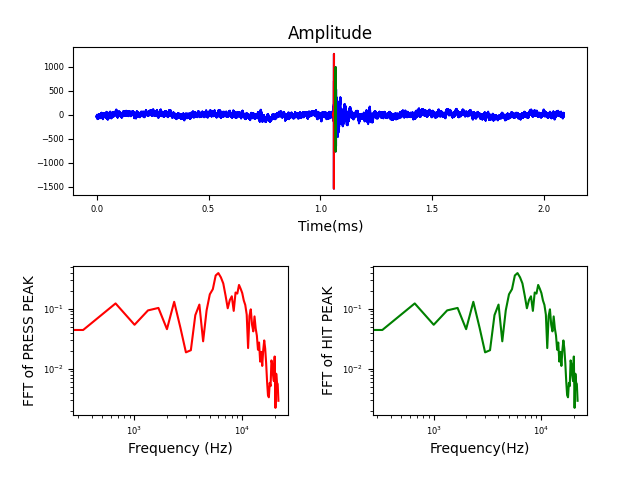 Amplitude
1000
500
0
−500
−1000
−1500
0.0 0.5 1.0 1.5 2.0
Time(ms)
FFT of PRESS PEAK
10⁻¹
10⁻²
10³ 10⁴
Frequency (Hz)
FFT of HIT PEAK
10⁻¹
10⁻²
10³ 10⁴
Frequency(Hz)